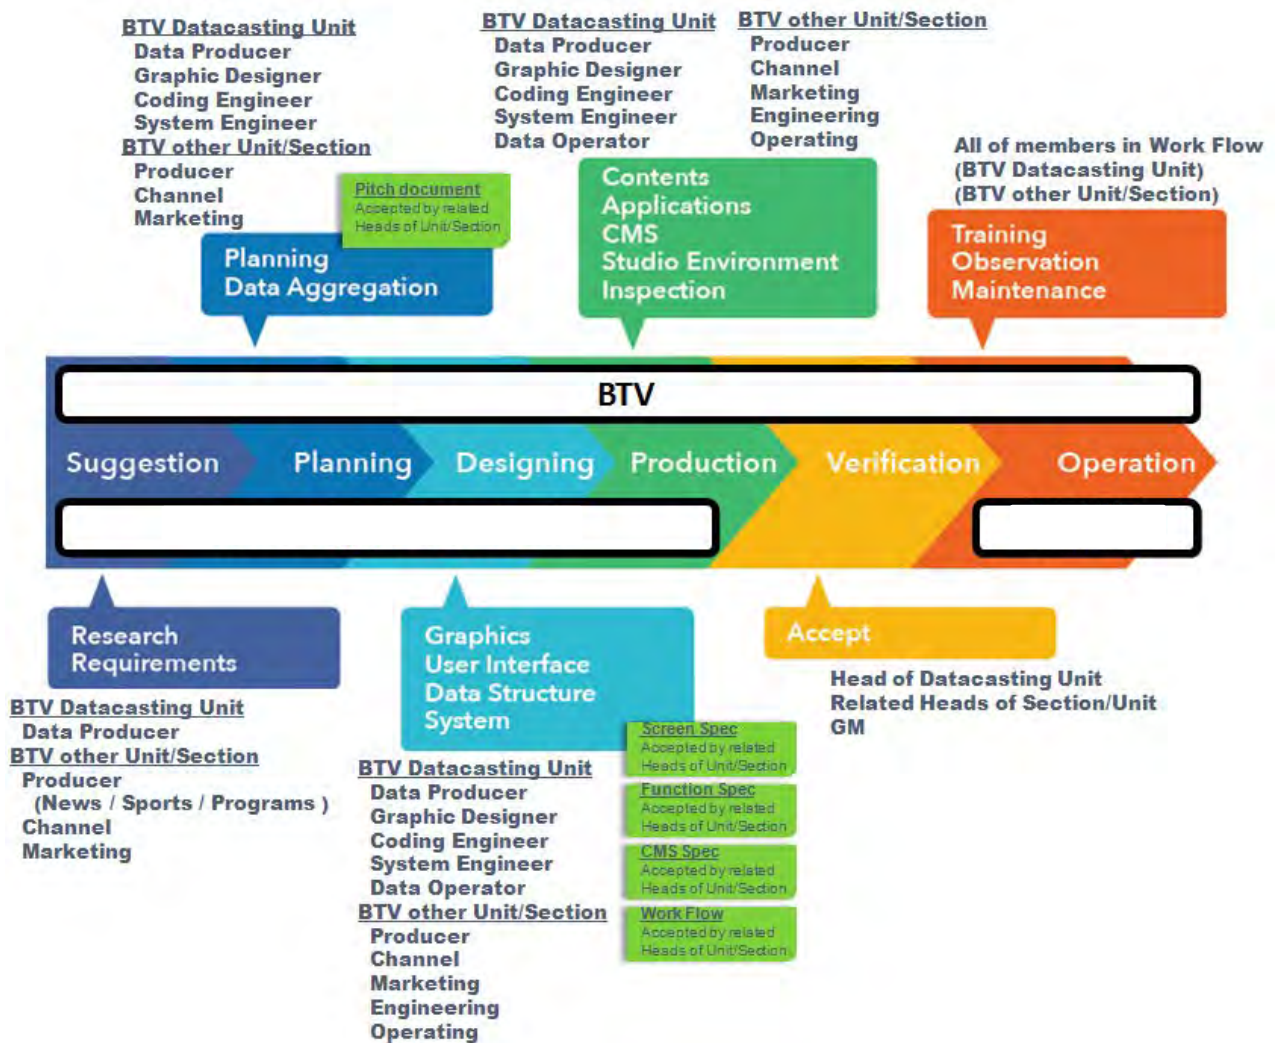 BTV Datacasting Unit
Data Producer
Graphic Designer
Coding Engineer
System Engineer
BTV other Unit/Section
Producer
Channel
Marketing
Pitch document
Accepted by related
Heads of Unit/Section
Planning
Data Aggregation
BTV Datacasting Unit
Data Producer
Graphic Designer
Coding Engineer
System Engineer
Data Operator
BTV other Unit/Section
Producer
Channel
Marketing
Engineering
Operating
Contents
Applications
CMS
Studio Environment
Inspection
All of members in Work Flow
(BTV Datacasting Unit)
(BTV other Unit/Section)
Training
Observation
Maintenance
BTV
Suggestion
Planning
Designing
Production
Verification
Operation
Research
Requirements
BTV Datacasting Unit
Data Producer
BTV other Unit/Section
Producer
(News / Sports / Programs )
Channel
Marketing
Graphics
User Interface
Data Structure
System
BTV Datacasting Unit
Data Producer
Graphic Designer
Coding Engineer
System Engineer
Data Operator
BTV other Unit/Section
Producer
Channel
Marketing
Engineering
Operating
Screen Spec
Accepted by related
Heads of Unit/Section
Function Spec
Accepted by related
Heads of Unit/Section
CMS Spec
Accepted by related
Heads of Unit/Section
Work Flow
Accepted by related
Heads of Unit/Section
Accept
Head of Datacasting Unit
Related Heads of Section/Unit
GM